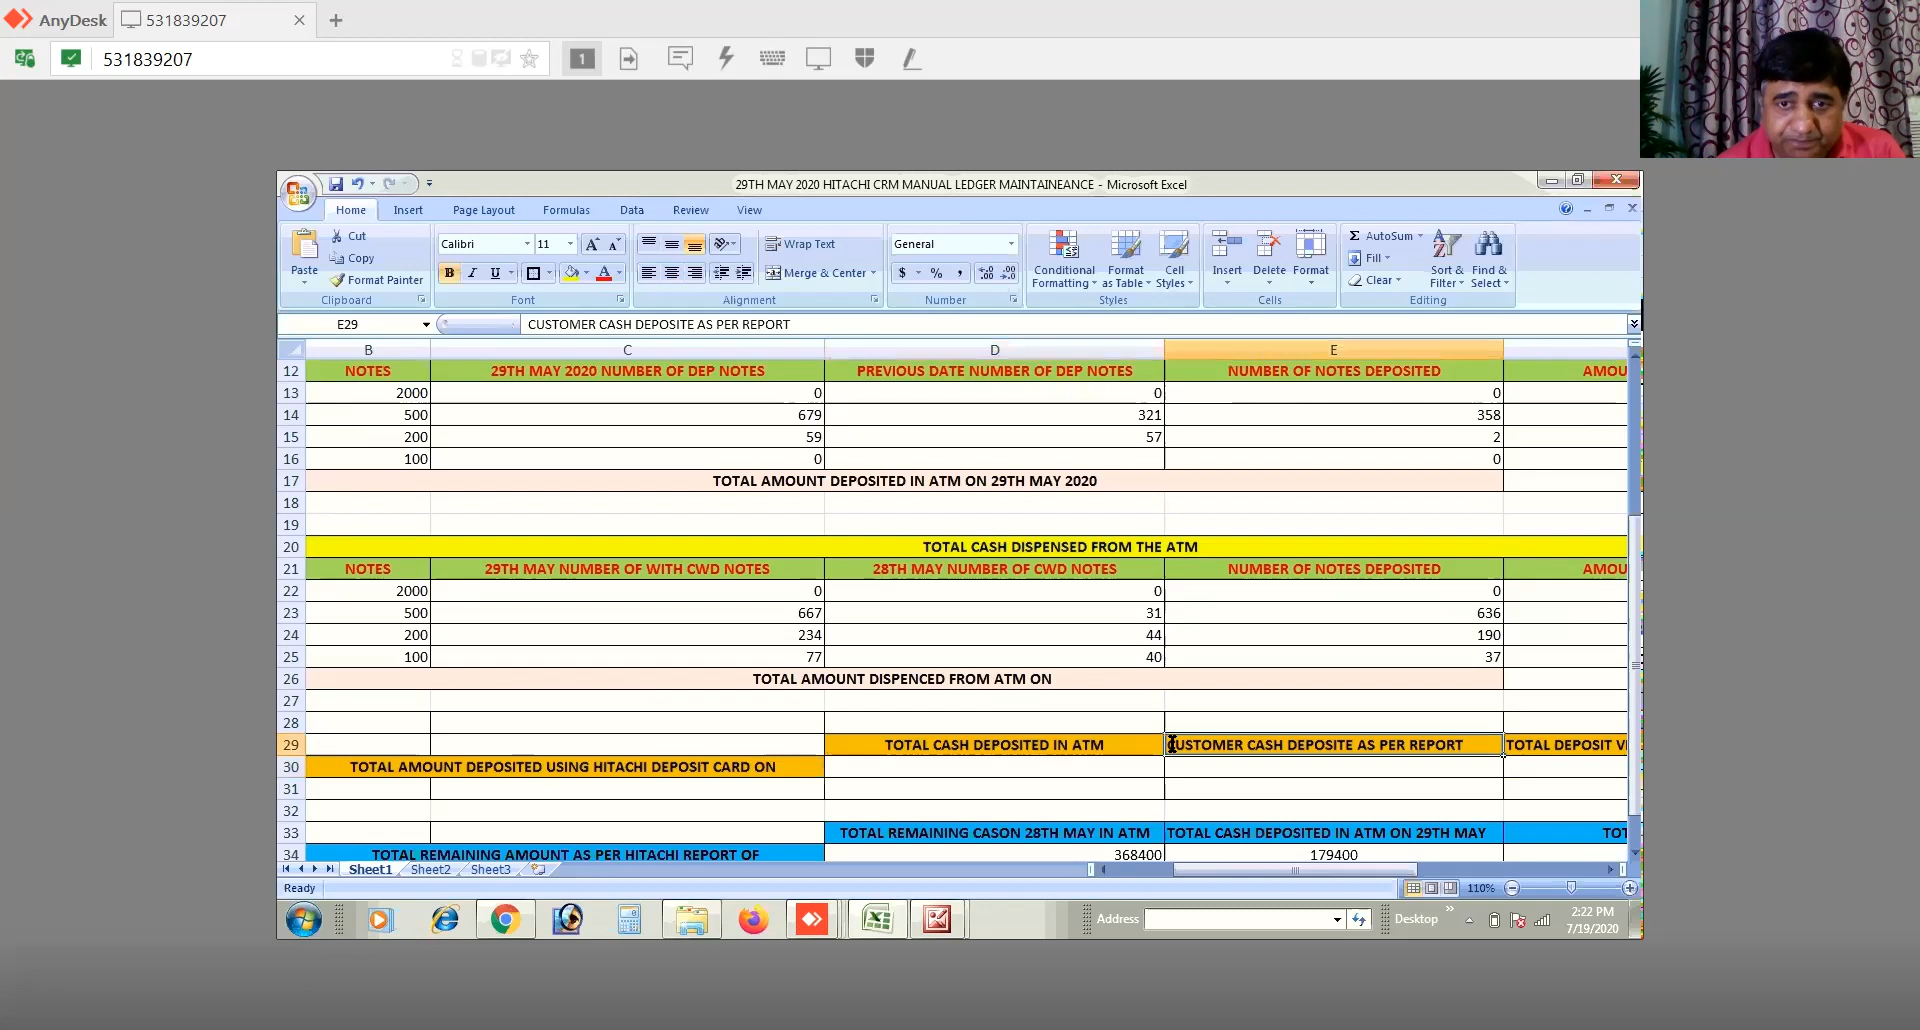 AnyDesk 531839207
531839207 1
29TH MAY 2020 HITACHI CRM MANUAL LEDGER MAINTAINEANCE - Microsoft Excel
Home Insert Page Layout Formulas Data Review View
Paste Cut Copy Format Painter
Calibri 11 B I U
Wrap Text Merge & Center
General $ % ,
Conditional Formatting Format as Table Cell Styles
Insert Delete Format
AutoSum Fill Clear Sort & Filter Find & Select
Clipboard Font Alignment Number Styles Cells Editing
E29 CUSTOMER CASH DEPOSITE AS PER REPORT
B C D E
12 NOTES 29TH MAY 2020 NUMBER OF DEP NOTES PREVIOUS DATE NUMBER OF DEP NOTES NUMBER OF NOTES DEPOSITED AMOU
13 2000 0 0 0
14 500 679 321 358
15 200 59 57 2
16 100 0 0
17 TOTAL AMOUNT DEPOSITED IN ATM ON 29TH MAY 2020
18
19
20 TOTAL CASH DISPENSED FROM THE ATM
21 NOTES 29TH MAY NUMBER OF WITH CWD NOTES 28TH MAY NUMBER OF CWD NOTES NUMBER OF NOTES DEPOSITED AMOU
22 2000 0 0 0
23 500 667 31 636
24 200 234 44 190
25 100 77 40 37
26 TOTAL AMOUNT DISPENCED FROM ATM ON
27
28
29 TOTAL CASH DEPOSITED IN ATM CUSTOMER CASH DEPOSITE AS PER REPORT TOTAL DEPOSIT VI
30 TOTAL AMOUNT DEPOSITED USING HITACHI DEPOSIT CARD ON
31
32
33 TOTAL REMAINING CASON 28TH MAY IN ATM TOTAL CASH DEPOSITED IN ATM ON 29TH MAY TOT
34 TOTAL REMAINING AMOUNT AS PER HITACHI REPORT OF 368400 179400
Sheet1 Sheet2 Sheet3
Ready 110%
Address Desktop 2:22 PM
7/19/2020